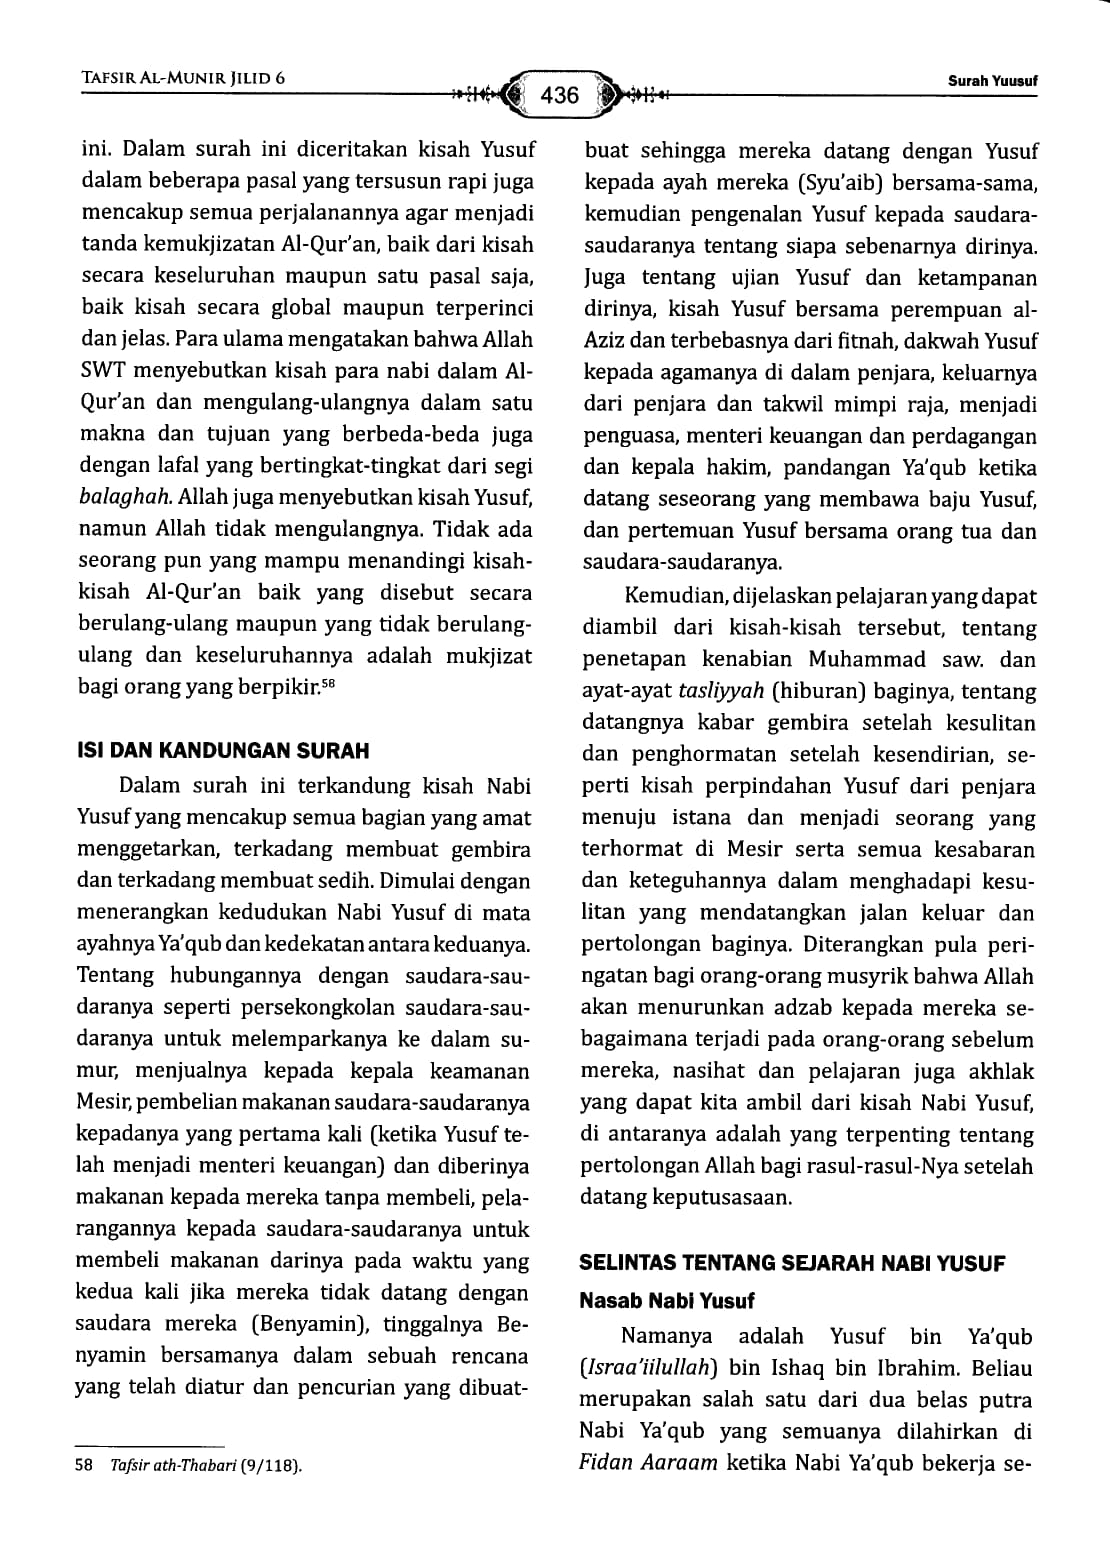 TAFSIR AL-MUNIR JILID 6
436
Surah Yuusuf
ini. Dalam surah ini diceritakan kisah Yusuf
dalam beberapa pasal yang tersusun rapi juga
mencakup semua perjalanannya agar menjadi
tanda kemukjizatan Al-Qur'an, baik dari kisah
secara keseluruhan maupun satu pasal saja,
baik kisah secara global maupun terperinci
dan jelas. Para ulama mengatakan bahwa Allah
SWT menyebutkan kisah para nabi dalam Al-
Qur'an dan mengulang-ulangnya dalam satu
makna dan tujuan yang berbeda-beda juga
dengan lafal yang bertingkat-tingkat dari segi
balaghah. Allah juga menyebutkan kisah Yusuf,
namun Allah tidak mengulangnya. Tidak ada
seorang pun yang mampu menandingi kisah-
kisah Al-Qur'an baik yang disebut secara
berulang-ulang maupun yang tidak berulang-
ulang dan keseluruhannya adalah mukjizat
bagi orang yang berpikir.58
ISI DAN KANDUNGAN SURAH
Dalam surah ini terkandung kisah Nabi
Yusuf yang mencakup semua bagian yang amat
menggetarkan, terkadang membuat gembira
dan terkadang membuat sedih. Dimulai dengan
menerangkan kedudukan Nabi Yusuf di mata
ayahnya Ya'qub dan kedekatan antara keduanya.
Tentang hubungannya dengan saudara-sau-
daranya seperti persekongkolan saudara-sau-
daranya untuk melemparkanya ke dalam su-
mur, menjualnya kepada kepala keamanan
Mesir, pembelian makanan saudara-saudaranya
kepadanya yang pertama kali (ketika Yusuf te-
lah menjadi menteri keuangan) dan diberinya
makanan kepada mereka tanpa membeli, pela-
rangannya kepada saudara-saudaranya untuk
membeli makanan darinya pada waktu yang
kedua kali jika mereka tidak datang dengan
saudara mereka (Benyamin), tinggalnya Be-
nyamin bersamanya dalam sebuah rencana
yang telah diatur dan pencurian yang dibuat-
58 Tafsir ath-Thabari (9/118).
buat sehingga mereka datang dengan Yusuf
kepada ayah mereka (Syu'aib) bersama-sama,
kemudian pengenalan Yusuf kepada saudara-
saudaranya tentang siapa sebenarnya dirinya.
Juga tentang ujian Yusuf dan ketampanan
dirinya, kisah Yusuf bersama perempuan al-
Aziz dan terbebasnya dari fitnah, dakwah Yusuf
kepada agamanya di dalam penjara, keluarnya
dari penjara dan takwil mimpi raja, menjadi
penguasa, menteri keuangan dan perdagangan
dan kepala hakim, pandangan Ya'qub ketika
datang seseorang yang membawa baju Yusuf,
dan pertemuan Yusuf bersama orang tua dan
saudara-saudaranya.
Kemudian, dijelaskan pelajaran yang dapat
diambil dari kisah-kisah tersebut, tentang
penetapan kenabian Muhammad saw. dan
ayat-ayat tasliyyah (hiburan) baginya, tentang
datangnya kabar gembira setelah kesulitan
dan penghormatan setelah kesendirian, se-
perti kisah perpindahan Yusuf dari penjara
menuju istana dan menjadi seorang yang
terhormat di Mesir serta semua kesabaran
dan keteguhannya dalam menghadapi kesu-
litan yang mendatangkan jalan keluar dan
pertolongan baginya. Diterangkan pula peri-
ngatan bagi orang-orang musyrik bahwa Allah
akan menurunkan adzab kepada mereka se-
bagaimana terjadi pada orang-orang sebelum
mereka, nasihat dan pelajaran juga akhlak
yang dapat kita ambil dari kisah Nabi Yusuf,
di antaranya adalah yang terpenting tentang
pertolongan Allah bagi rasul-rasul-Nya setelah
datang keputusasaan.
SELINTAS TENTANG SEJARAH NABI YUSUF
Nasab Nabi Yusuf
Namanya adalah Yusuf bin Ya'qub
(Israa'iilullah) bin Ishaq bin Ibrahim. Beliau
merupakan salah satu dari dua belas putra
Nabi Ya'qub yang semuanya dilahirkan di
Fidan Aaraam ketika Nabi Ya'qub bekerja se-